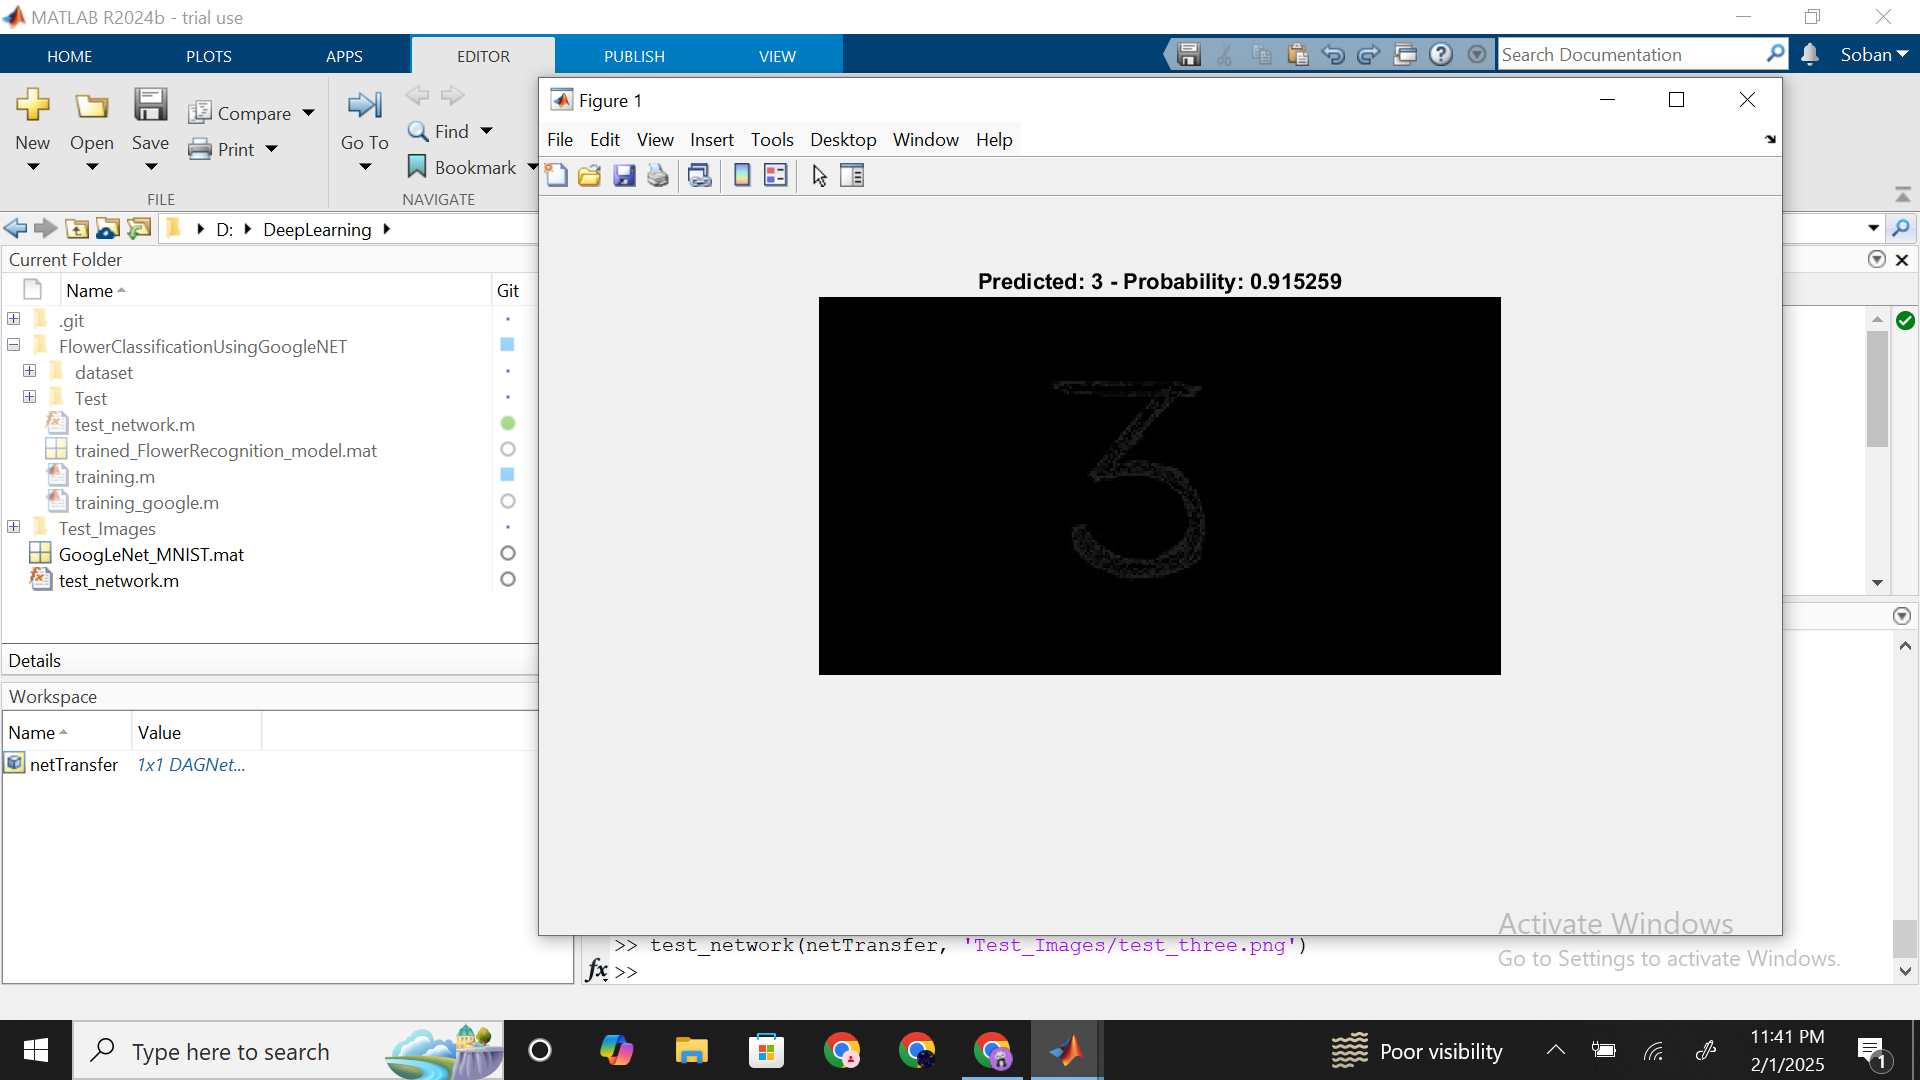 MATLAB R2024b - trial use
HOME PLOTS APPS EDITOR PUBLISH VIEW
Search Documentation
Soban
New Open Save
Compare
Print
FILE
Go To
Find
Bookmark
NAVIGATE
D: DeepLearning
Current Folder
Name Git
.git
FlowerClassificationUsingGoogleNET
dataset
Test
test_network.m
trained_FlowerRecognition_model.mat
training.m
training_google.m
Test_Images
GoogLeNet_MNIST.mat
test_network.m
Details
Workspace
Name Value
netTransfer 1x1 DAGNet...
Figure 1
File Edit View Insert Tools Desktop Window Help
Predicted: 3 - Probability: 0.915259
3
>> test_network(netTransfer, 'Test_Images/test_three.png')
fx >>
Activate Windows
Go to Settings to activate Windows.
Type here to search
Poor visibility
11:41 PM
2/1/2025
1